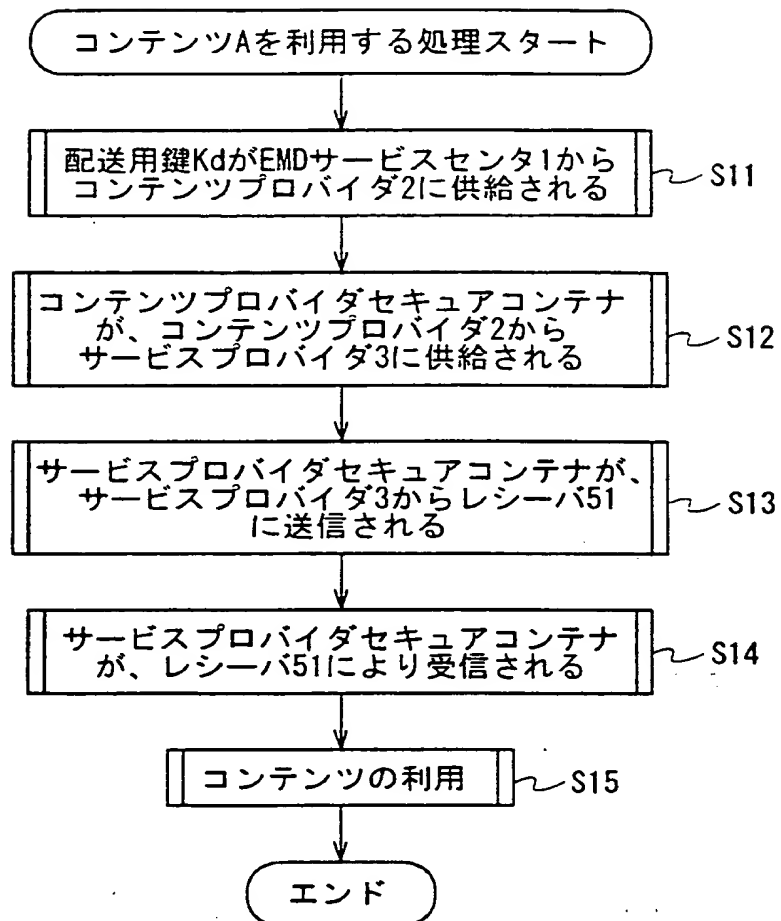 コンテンツAを利用する処理スタート
配送用鍵KdがEMDサービスセンタ1から
コンテンツプロバイダ2に供給される
S11
コンテンツプロバイダセキュアコンテナ
が、コンテンツプロバイダ2から
サービスプロバイダ3に供給される
S12
サービスプロバイダセキュアコンテナが、
サービスプロバイダ3からレシーバ51
に送信される
S13
サービスプロバイダセキュアコンテナ
が、レシーバ51により受信される
S14
コンテンツの利用
S15
エンド